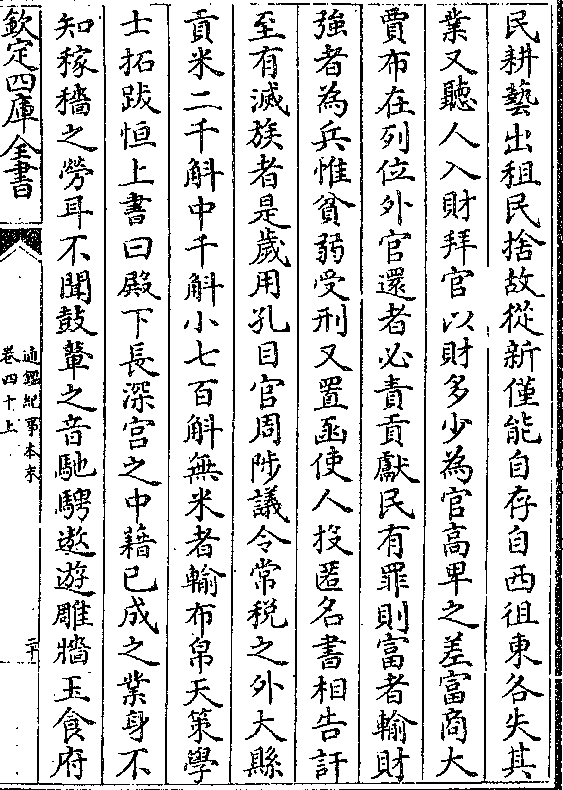 民耕藝出租民捨故從新僅能自存自西徂東各失其
業又聽人入財拜官以財多少為官高卑之差富商大
賈布在列位外官還者必責貢獻民有罪則富者輸財
強者為兵惟貧弱受刑又置函使人投匿名書相告訐
至有滅族者是歲用孔目官周陟議令常税之外大縣
貢米二千斛中千斛小七百斛無米者輸布帛天策學
士拓跋恒上書曰殿下長深宮之中藉已成之業身不
知稼穡之勞耳不聞鼓鼙之音馳騁遨遊雕牆玉食府
欽定四庫全書
通鑑紀事本末
卷四十上